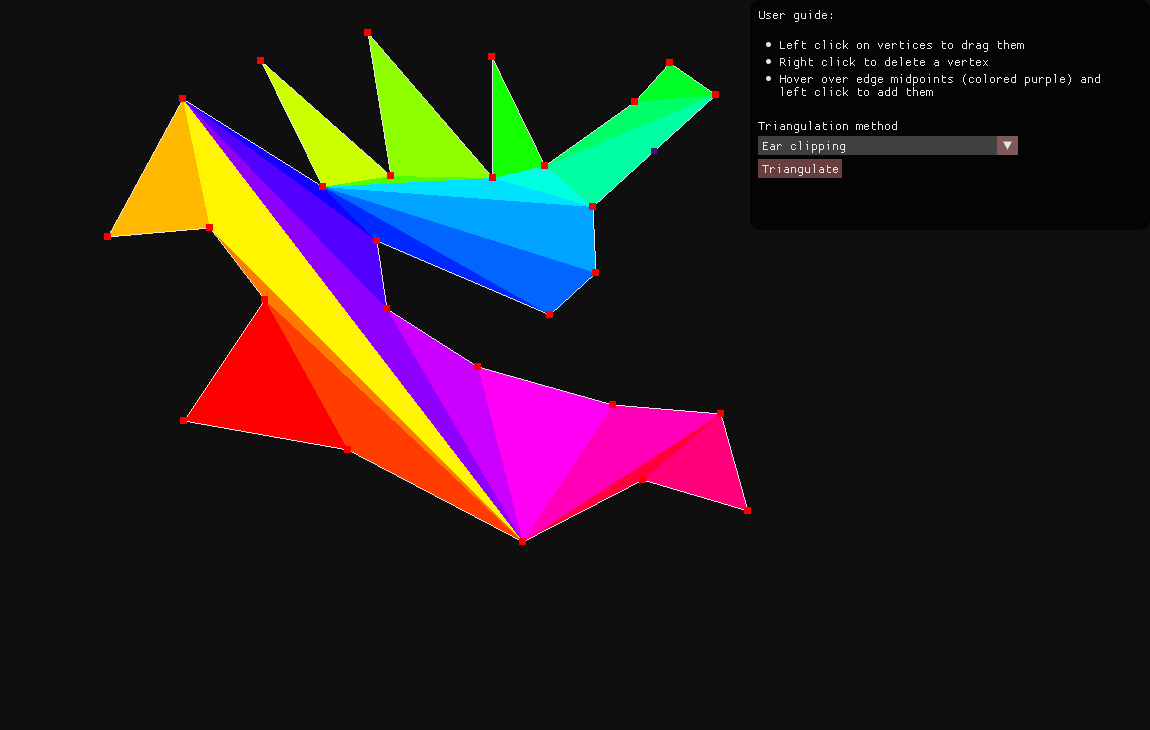 User guide:
Left click on vertices to drag them
Right click to delete a vertex
Hover over edge midpoints (colored purple) and
left click to add them
Triangulation method
Ear clipping
Triangulate